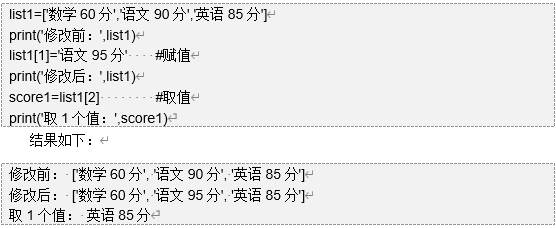 list1=['数学 60 分','语文 90 分','英语 85 分']
print('修改前：',list1)
list1[1]='语文 95 分' #赋值
print('修改后：',list1)
score1=list1[2] #取值
print('取 1 个值：',score1)
结果如下：
修改前： ['数学 60 分', '语文 90 分', '英语 85 分']
修改后： ['数学 60 分', '语文 95 分', '英语 85 分']
取 1 个值： 英语 85 分